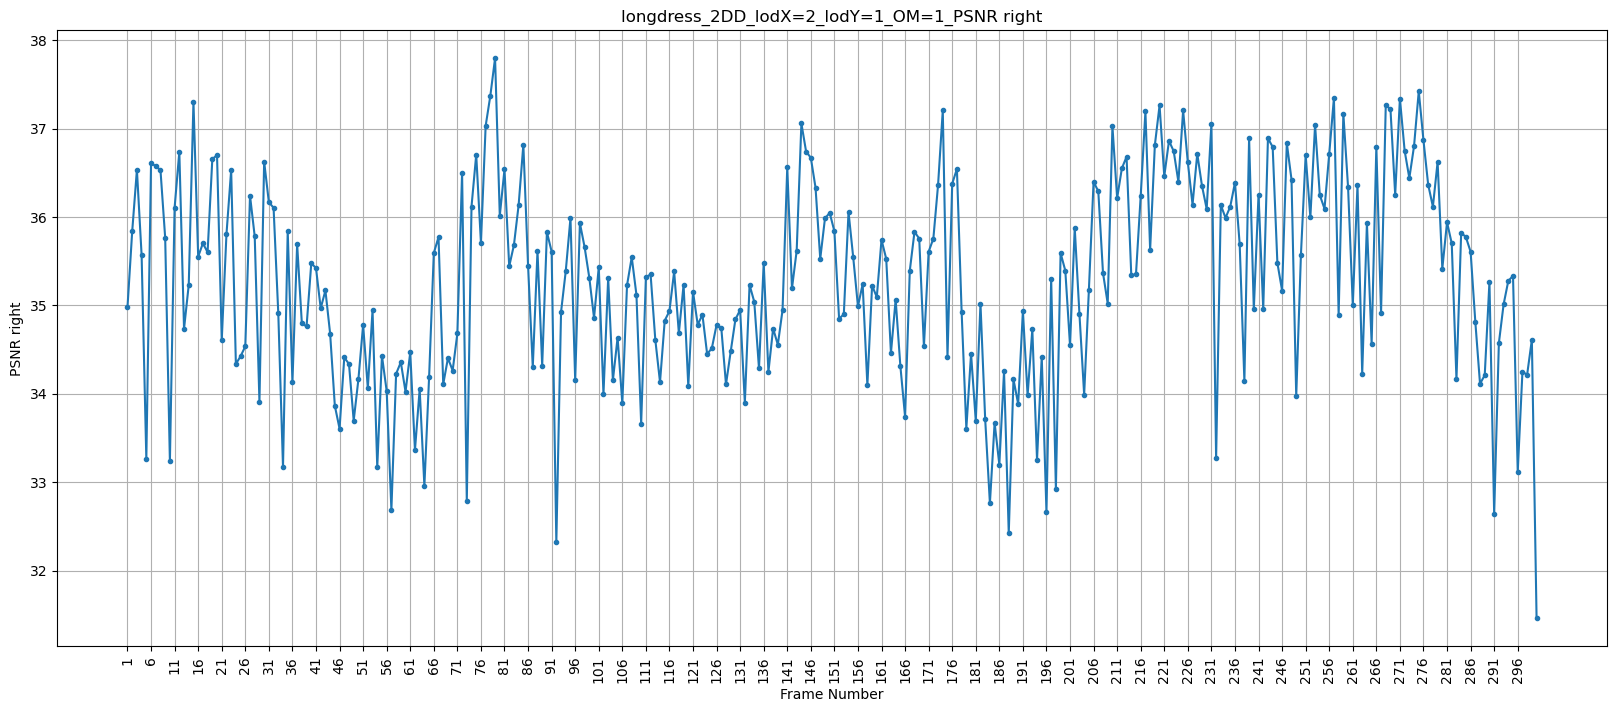 longdress_2DD_lodX=2_lodY=1_OM=1_PSNR right
38
37
36
35
34
33
32
PSNR right
1 6 11 16 21 26 31 36 41 46 51 56 61 66 71 76 81 86 91 96 101 106 111 116 121 126 131 136 141 146 151 156 161 166 171 176 181 186 191 196 201 206 211 216 221 226 231 236 241 246 251 256 261 266 271 276 281 286 291 296
Frame Number